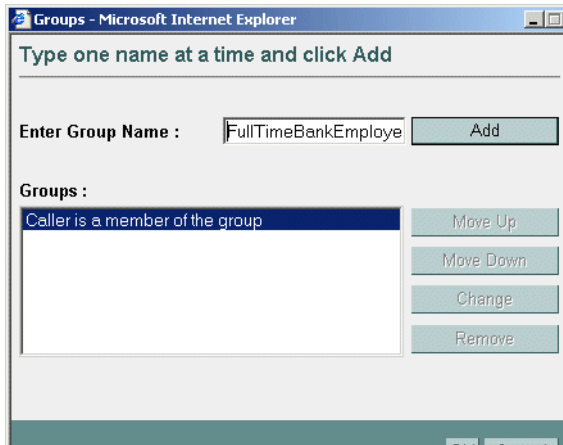 Groups - Microsoft Internet Explorer
Type one name at a time and click Add
Enter Group Name : FullTimeBankEmploye Add
Groups :
Caller is a member of the group
Move Up
Move Down
Change
Remove